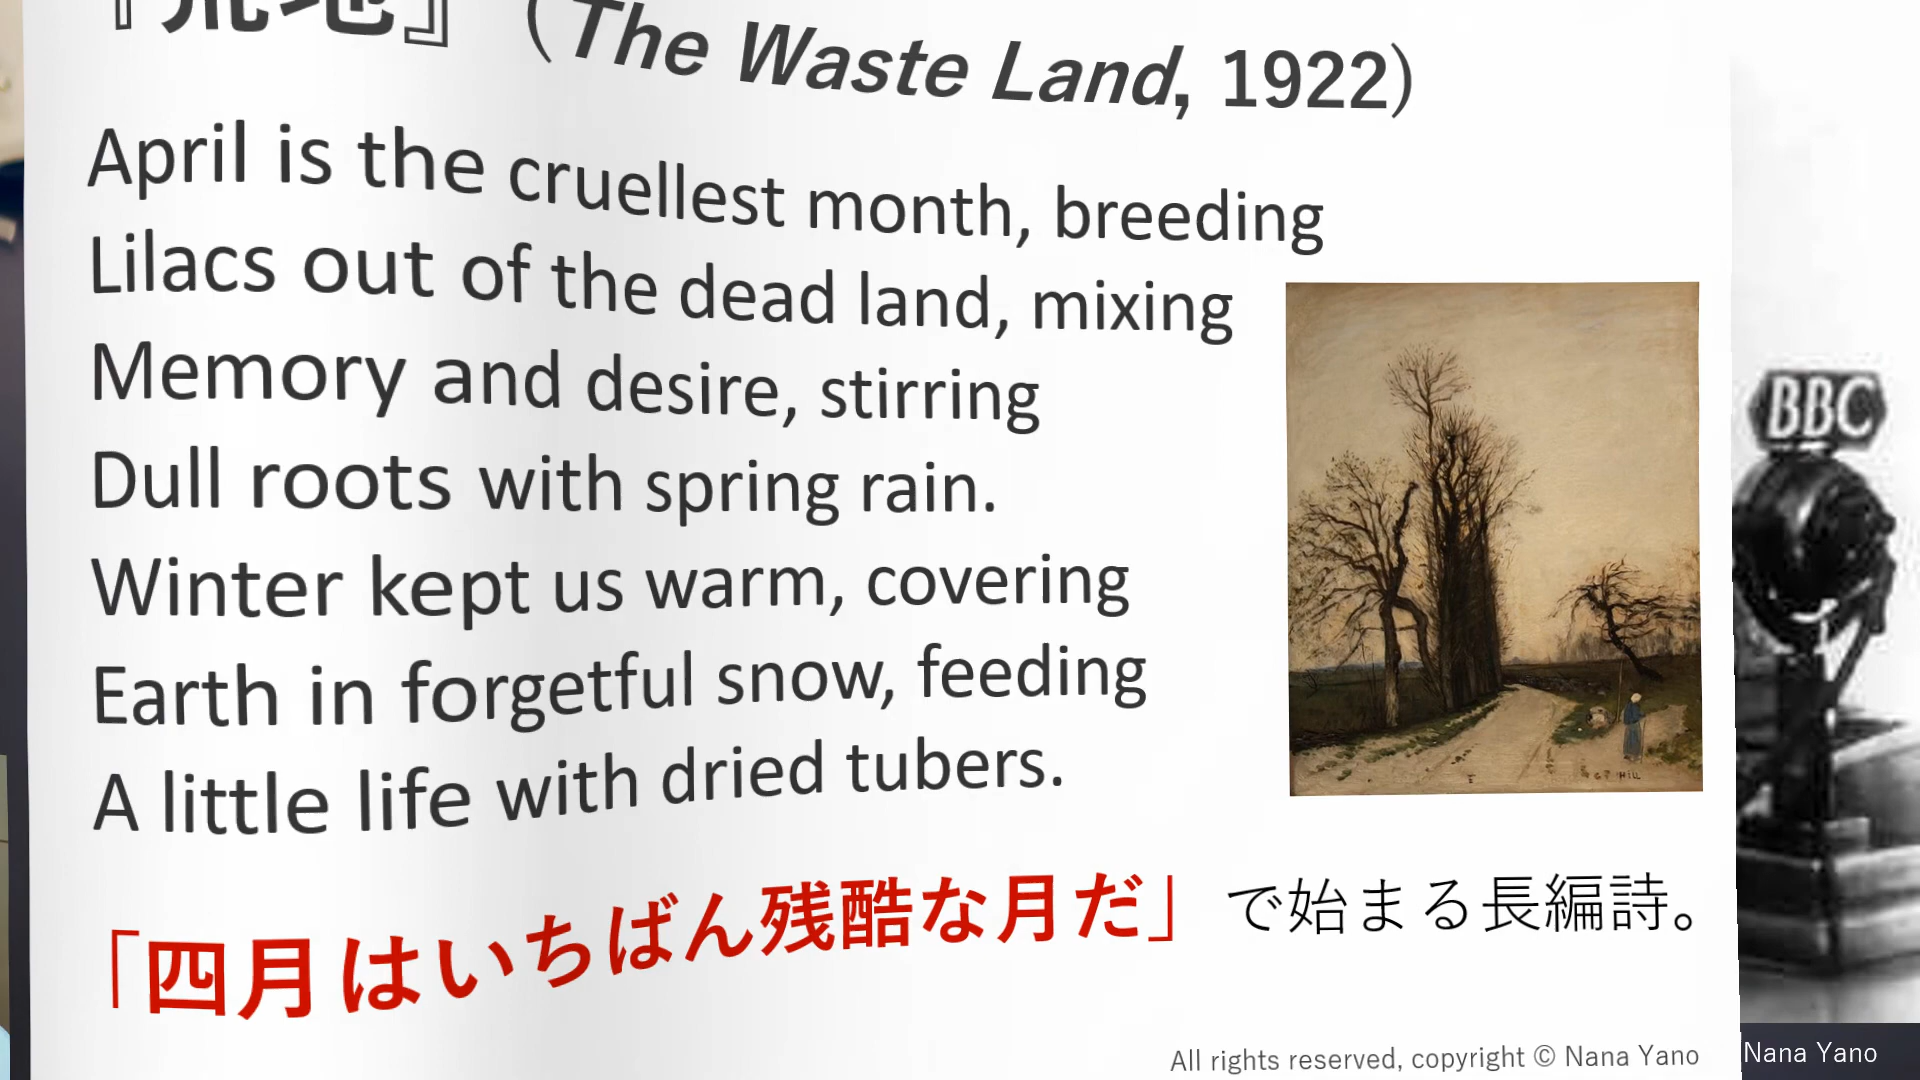 『荒地』（The Waste Land, 1922）
April is the cruellest month, breeding
Lilacs out of the dead land, mixing
Memory and desire, stirring
Dull roots with spring rain.
Winter kept us warm, covering
Earth in forgetful snow, feeding
A little life with dried tubers.
「四月はいちばん残酷な月だ」 で始まる長編詩。
BBC
HILL
All rights reserved, copyright © Nana Yano
Nana Yano